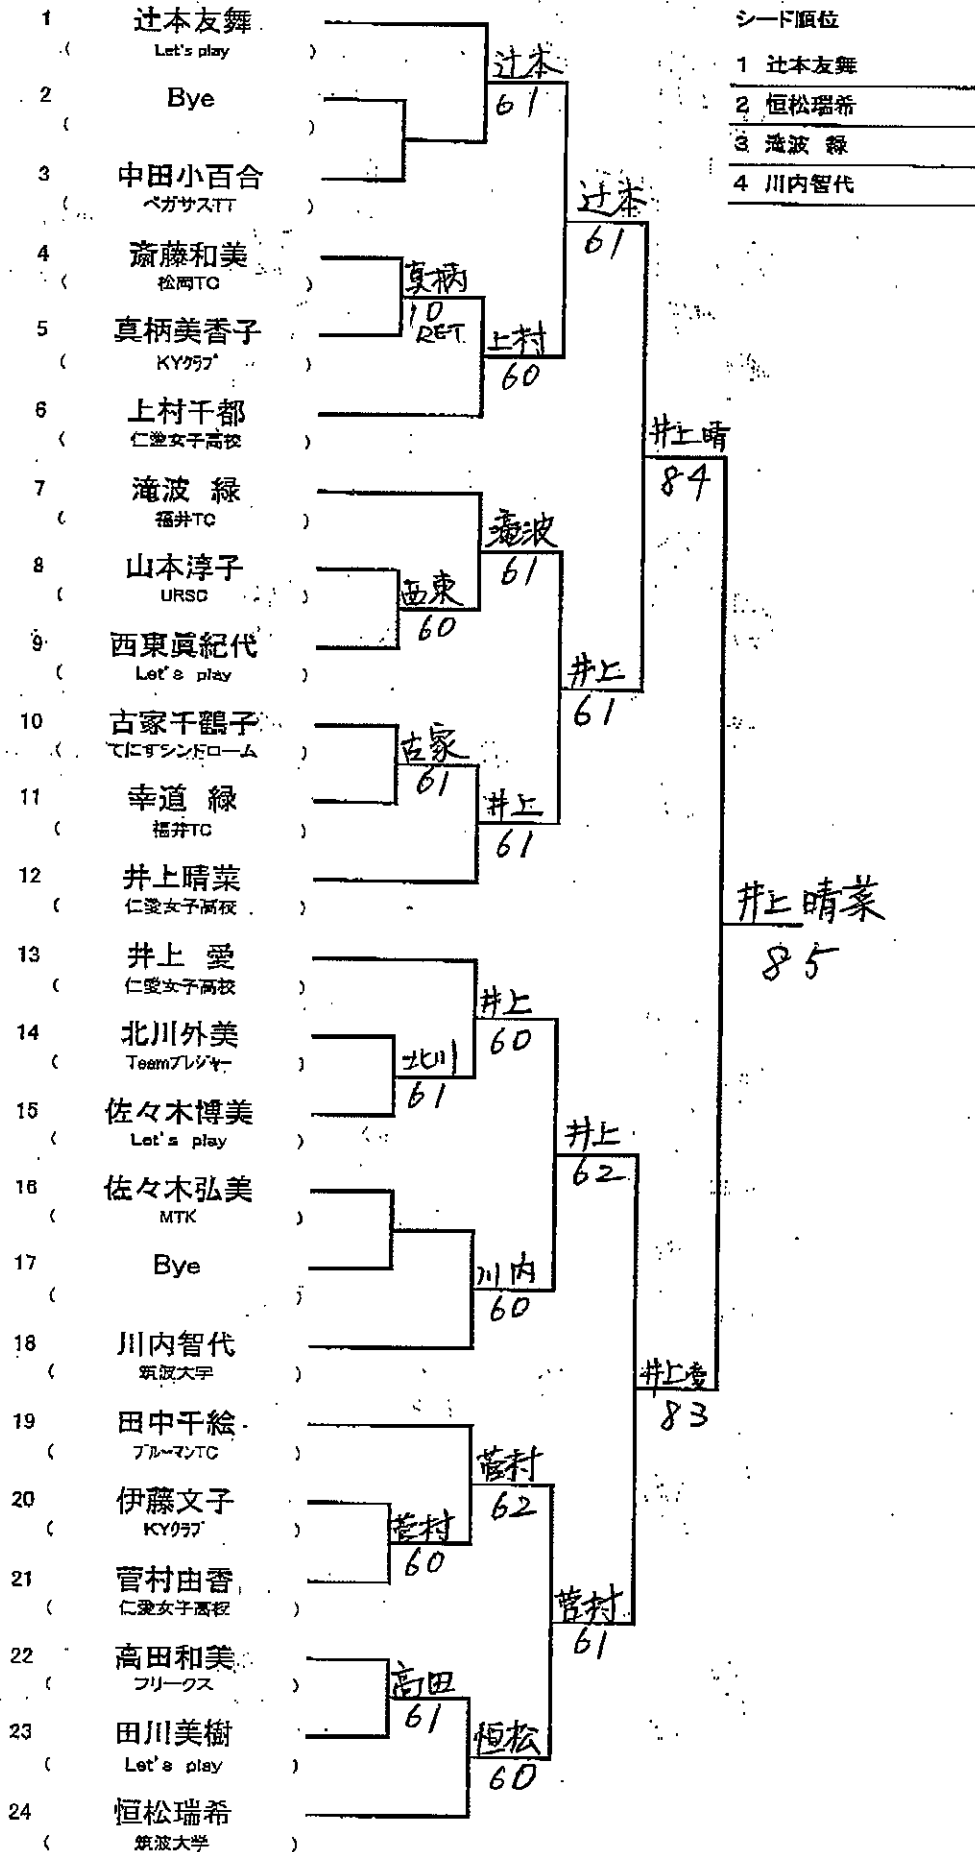 シード順位
1 辻本友舞
2 恒松瑞希
3 滝波 緑
4 川内智代
1 辻本友舞
( Let's play )
2 Bye
( )
3 中田小百合
( ペガサスTT )
4 斎藤和美
( 松岡TC )
5 真柄美香子
( KYクラブ )
6 上村千都
( 仁愛女子高校 )
7 滝波 緑
( 福井TC )
8 山本淳子
( URSC )
9 西東眞紀代
( Let's play )
10 古家千鶴子
( てにすシンドローム )
11 幸道 緑
( 福井TC )
12 井上晴菜
( 仁愛女子高校 )
13 井上 愛
( 仁愛女子高校 )
14 北川外美
( Teamプレジャー )
15 佐々木博美
( Let's play )
16 佐々木弘美
( MTK )
17 Bye
( )
18 川内智代
( 筑波大学 )
19 田中千絵
( ブルーマンTC )
20 伊藤文子
( KYクラブ )
21 菅村由香
( 仁愛女子高校 )
22 高田和美
( フリークス )
23 田川美樹
( Let's play )
24 恒松瑞希
( 筑波大学 )
真柄
10
RET.
西東
60
古家
61
北川
61
菅村
60
高田
61
辻本
61
上村
60
滝波
61
井上
61
井上
60
川内
60
菅村
62
恒松
60
辻本
61
井上
61
井上
62
菅村
61
井上晴
84
井上愛
83
井上晴菜
85